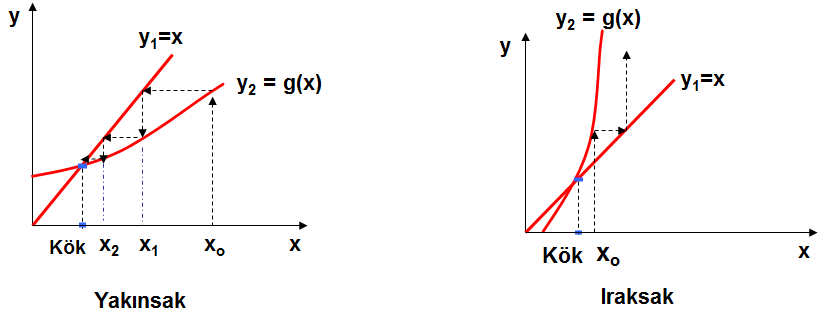 y
y₁=x
y₂ = g(x)
Kök
x₂
x₁
xₒ
x
Yakınsak
y₂ = g(x)
y
y₁=x
Kök
xₒ
x
Iraksak